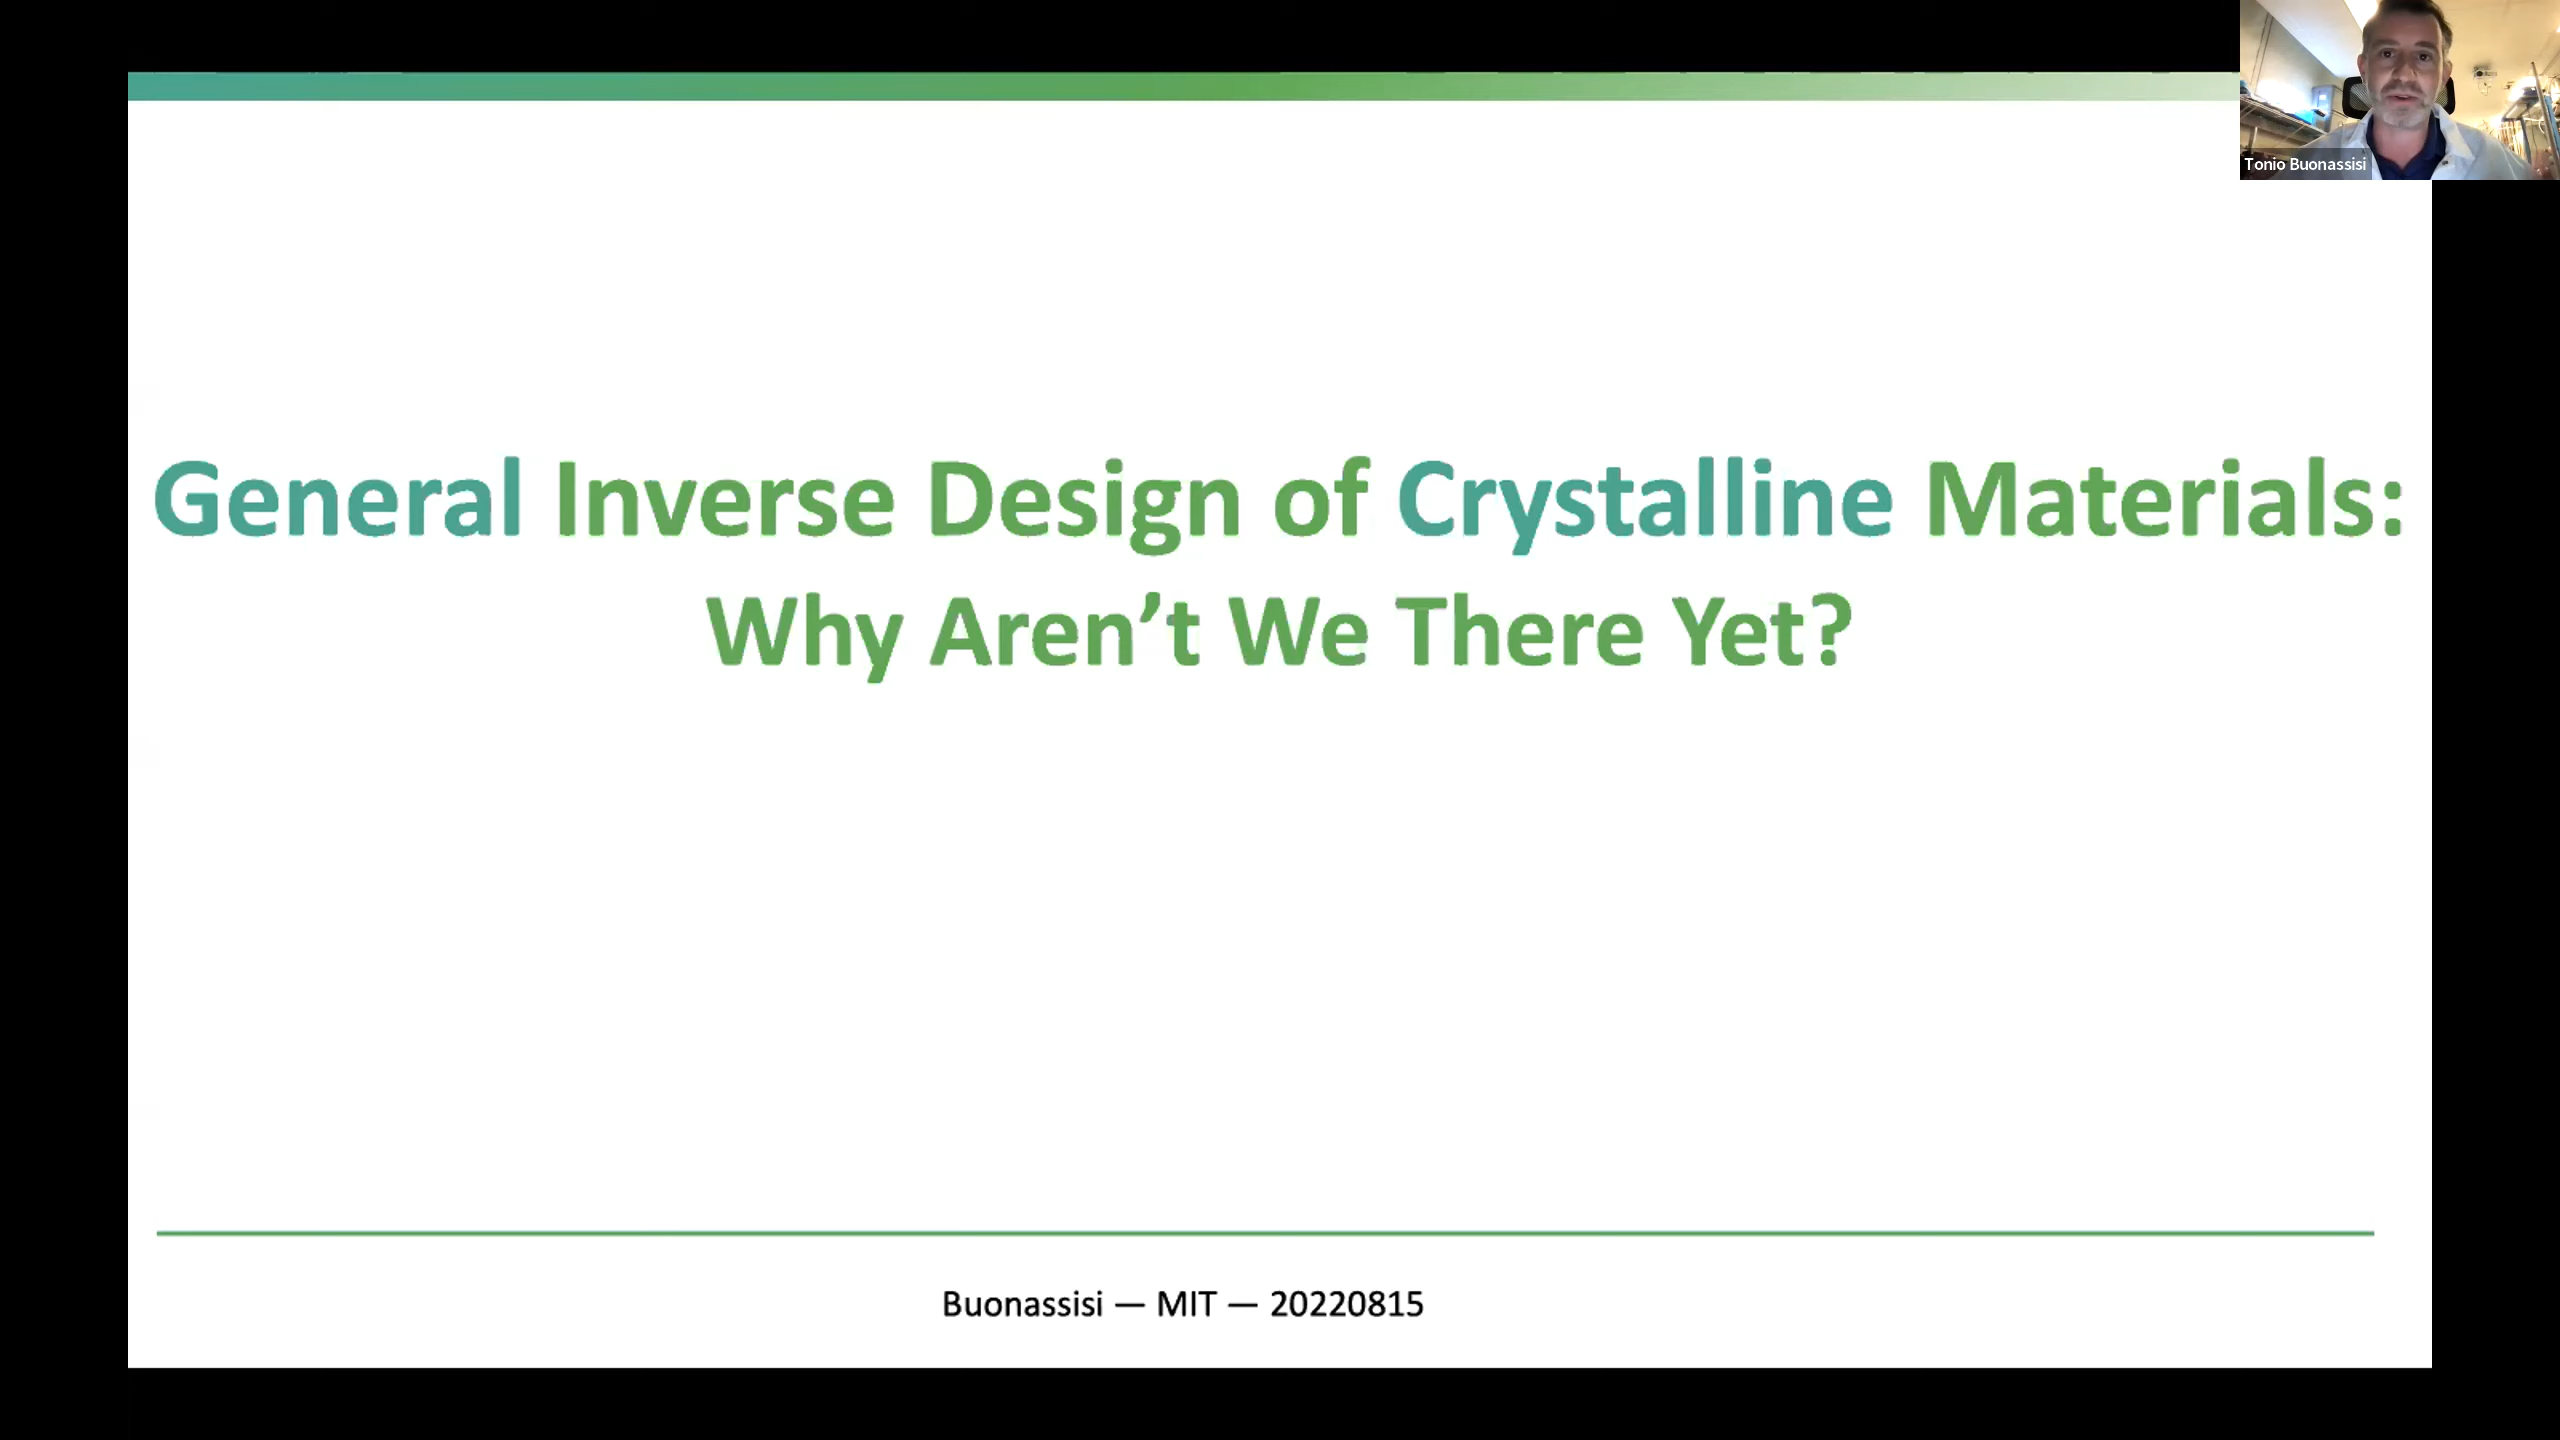 Tonio Buonassisi
General Inverse Design of Crystalline Materials:
Why Aren’t We There Yet?
Buonassisi — MIT — 20220815